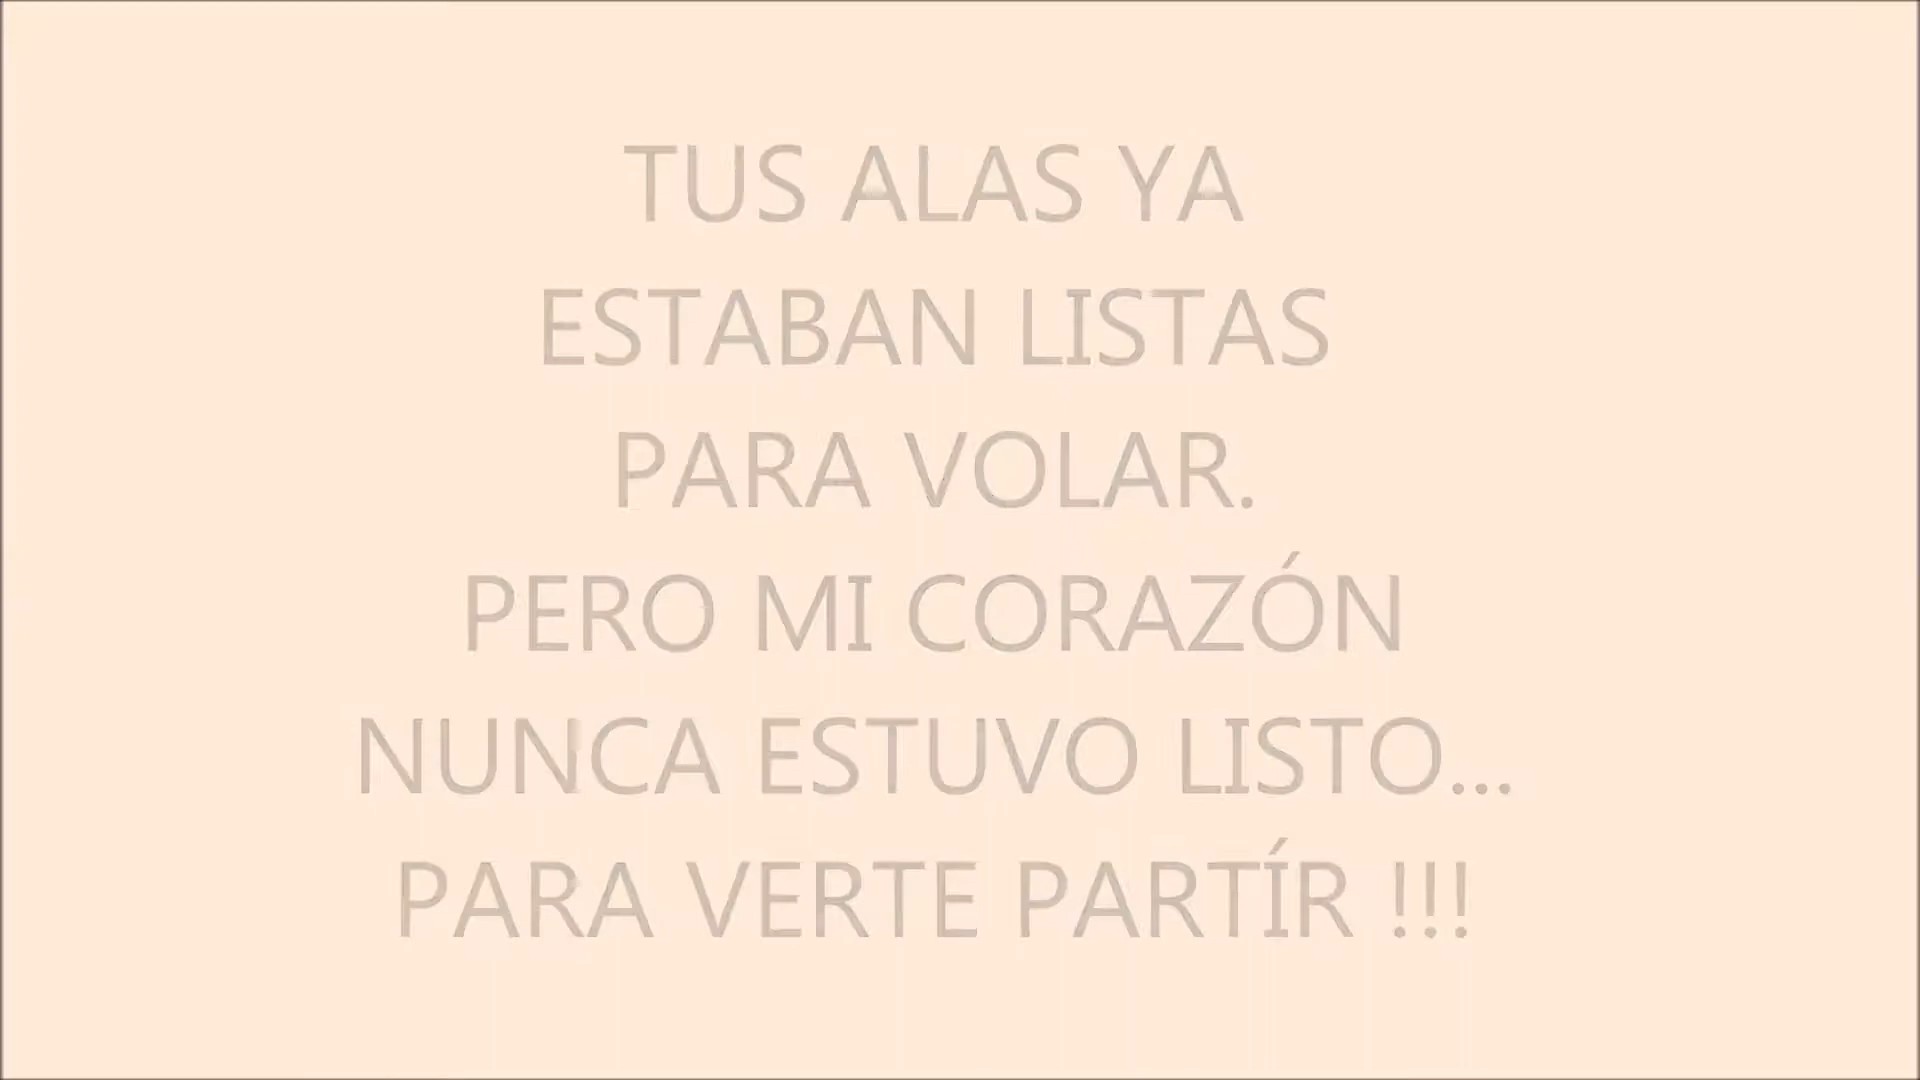 TUS ALAS YA
ESTABAN LISTAS
PARA VOLAR.
PERO MI CORAZÓN
NUNCA ESTUVO LISTO...
PARA VERTE PARTÍR !!!